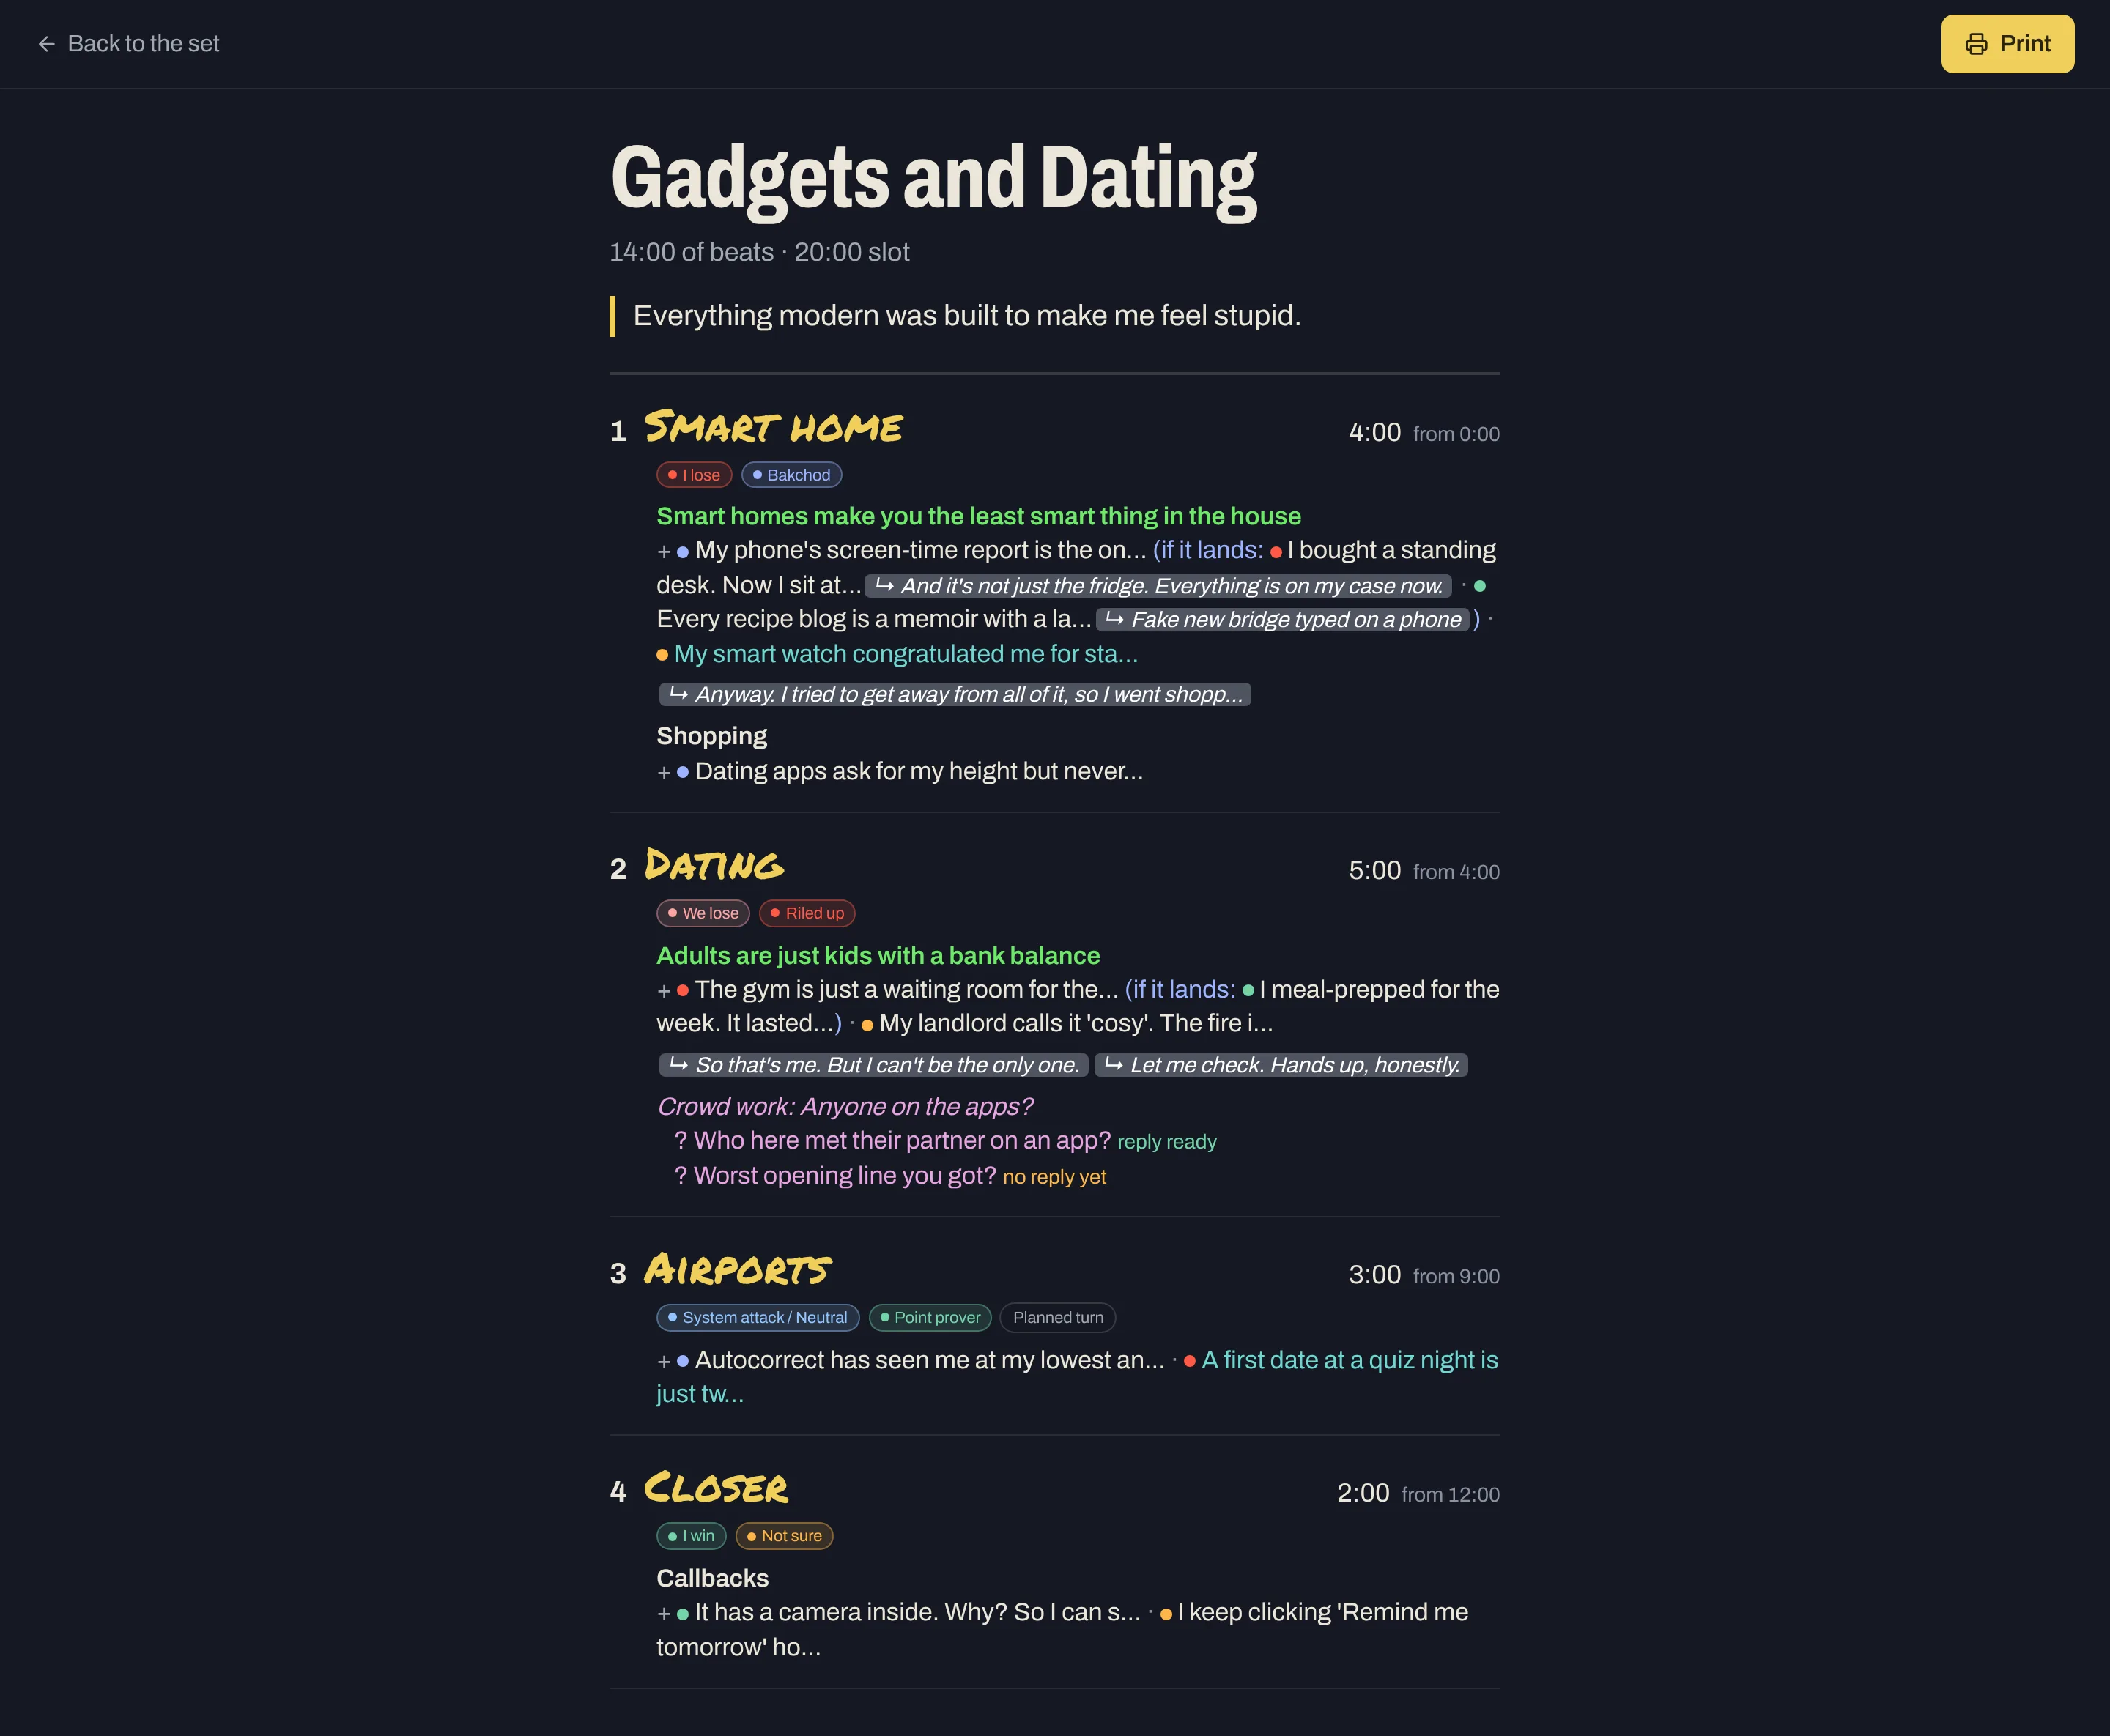 ← Back to the set
Print
Gadgets and Dating
14:00 of beats · 20:00 slot
Everything modern was built to make me feel stupid.
1 Smart home 4:00 from 0:00
I lose Bakchod
Smart homes make you the least smart thing in the house
+ My phone's screen-time report is the on... (if it lands: I bought a standing
desk. Now I sit at... ↪ And it's not just the fridge. Everything is on my case now. ·
Every recipe blog is a memoir with a la... ↪ Fake new bridge typed on a phone ) ·
My smart watch congratulated me for sta...
↪ Anyway. I tried to get away from all of it, so I went shopp...
Shopping
+ Dating apps ask for my height but never...
2 Dating 5:00 from 4:00
We lose Riled up
Adults are just kids with a bank balance
+ The gym is just a waiting room for the... (if it lands: I meal-prepped for the
week. It lasted...) · My landlord calls it 'cosy'. The fire i...
↪ So that's me. But I can't be the only one. ↪ Let me check. Hands up, honestly.
Crowd work: Anyone on the apps?
? Who here met their partner on an app? reply ready
? Worst opening line you got? no reply yet
3 Airports 3:00 from 9:00
System attack / Neutral Point prover Planned turn
+ Autocorrect has seen me at my lowest an... · A first date at a quiz night is
just tw...
4 Closer 2:00 from 12:00
I win Not sure
Callbacks
+ It has a camera inside. Why? So I can s... · I keep clicking 'Remind me
tomorrow' ho...